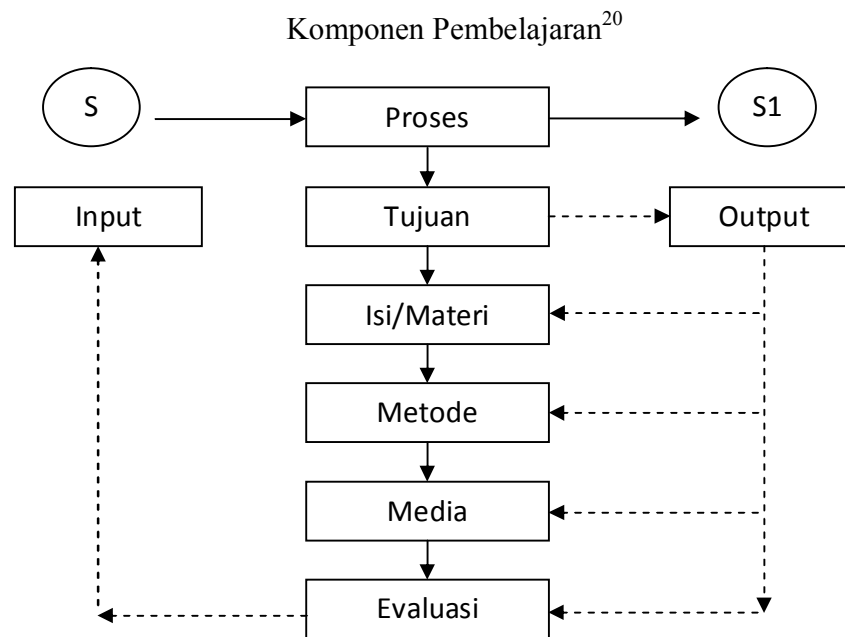 Komponen Pembelajaran20
S
Proses
S1
Input
Tujuan
Output
Isi/Materi
Metode
Media
Evaluasi